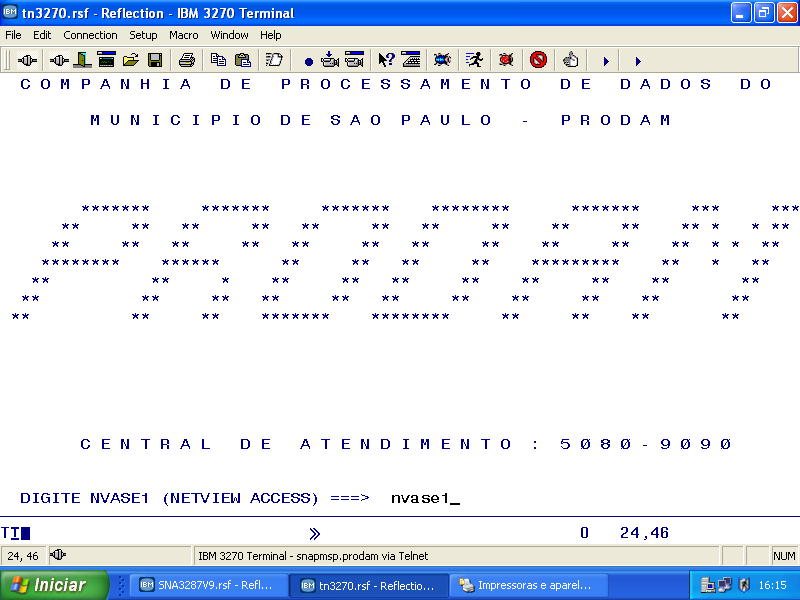 tn3270.rsf - Reflection - IBM 3270 Terminal
File Edit Connection Setup Macro Window Help
C O M P A N H I A   D E   P R O C E S S A M E N T O   D E   D A D O S   D O
M U N I C I P I O  D E  S A O   P A U L O   -   P R O D A M
******* ******* ******* ******** ******* *** ***
** ** ** ** ** ** ** ** ** ** ** * * **
** ** ** ** ** ** ** ** ** ** ** * * **
******** ****** ** ** ** ** ********* ** * **
** ** * ** ** ** ** ** ** ** **
** ** ** ** ** ** ** ** ** ** **
** ** ** ******* ******** ** ** ** **
C E N T R A L   D E   A T E N D I M E N T O  :  5 0 8 0 - 9 0 9 0
DIGITE NVASE1 (NETVIEW ACCESS) ===> nvase1_
TI 0 24,46
24, 46 IBM 3270 Terminal - snapmsp.prodam via Telnet NUM
Iniciar IBM SNA3287V9.rsf - Refl... IBM tn3270.rsf - Reflectio... Impressoras e aparel... 16:15